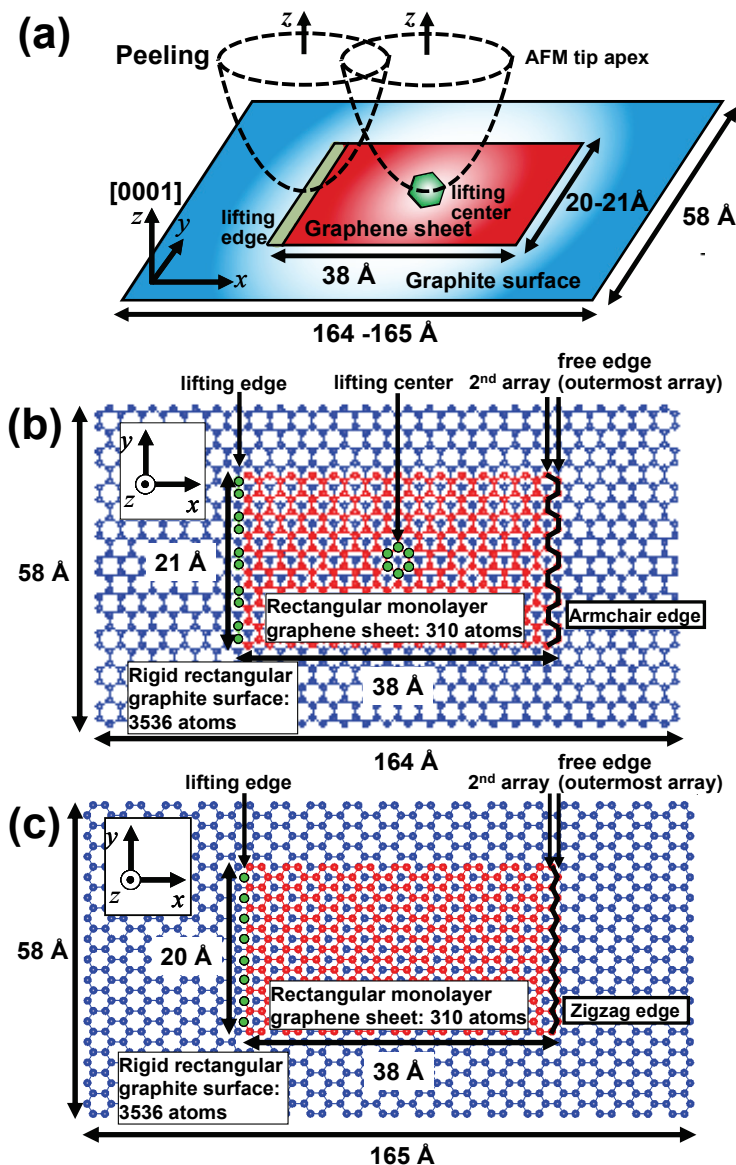 (a)
z
z
Peeling
AFM tip apex
[0001]
z
y
x
lifting
edge
lifting
center
Graphene sheet
20-21Å
58 Å
-
38 Å
Graphite surface
164 -165 Å
(b)
lifting edge
lifting center
2nd array
free edge
(outermost array)
y
z
x
58 Å
21 Å
Rectangular monolayer
graphene sheet: 310 atoms
Armchair edge
38 Å
Rigid rectangular
graphite surface:
3536 atoms
164 Å
(c)
lifting edge
2nd array
free edge
(outermost array)
y
z
x
58 Å
20 Å
Rectangular monolayer
graphene sheet: 310 atoms
Zigzag edge
38 Å
Rigid rectangular
graphite surface:
3536 atoms
165 Å